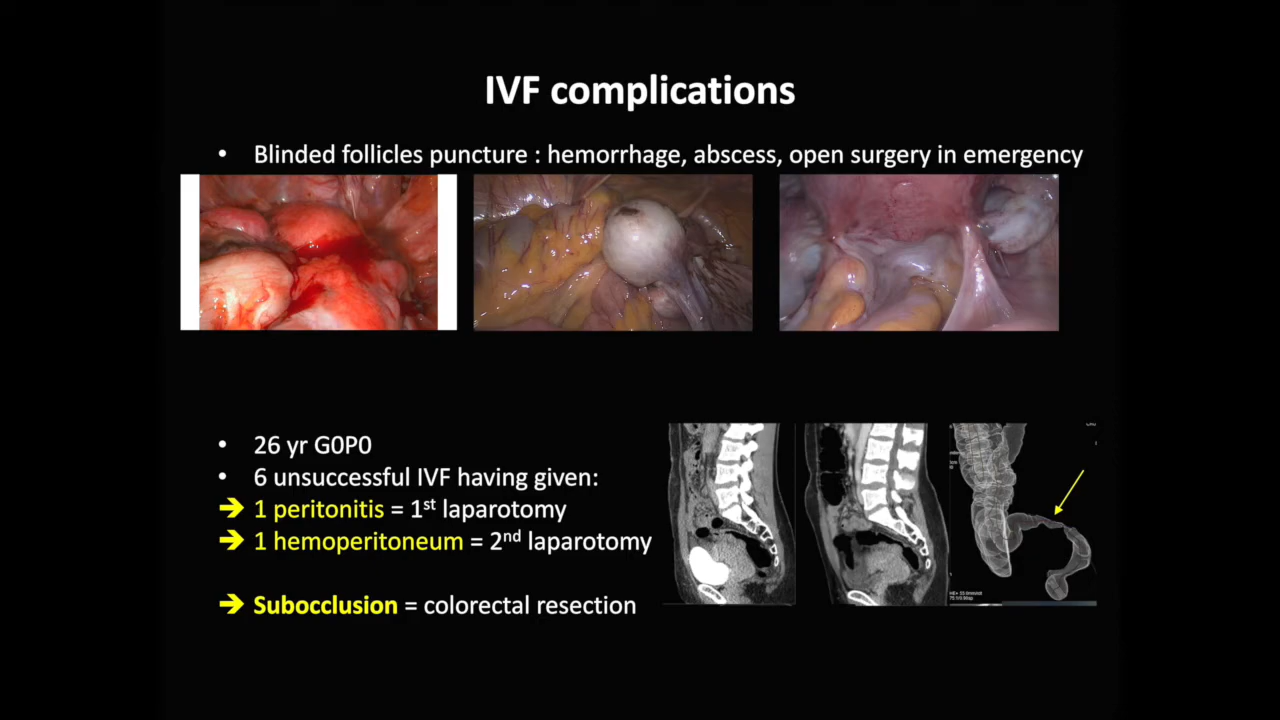 IVF complications
• Blinded follicles puncture : hemorrhage, abscess, open surgery in emergency
• 26 yr G0P0
• 6 unsuccessful IVF having given:
➔ 1 peritonitis = 1st laparotomy
➔ 1 hemoperitoneum = 2nd laparotomy
➔ Subocclusion = colorectal resection